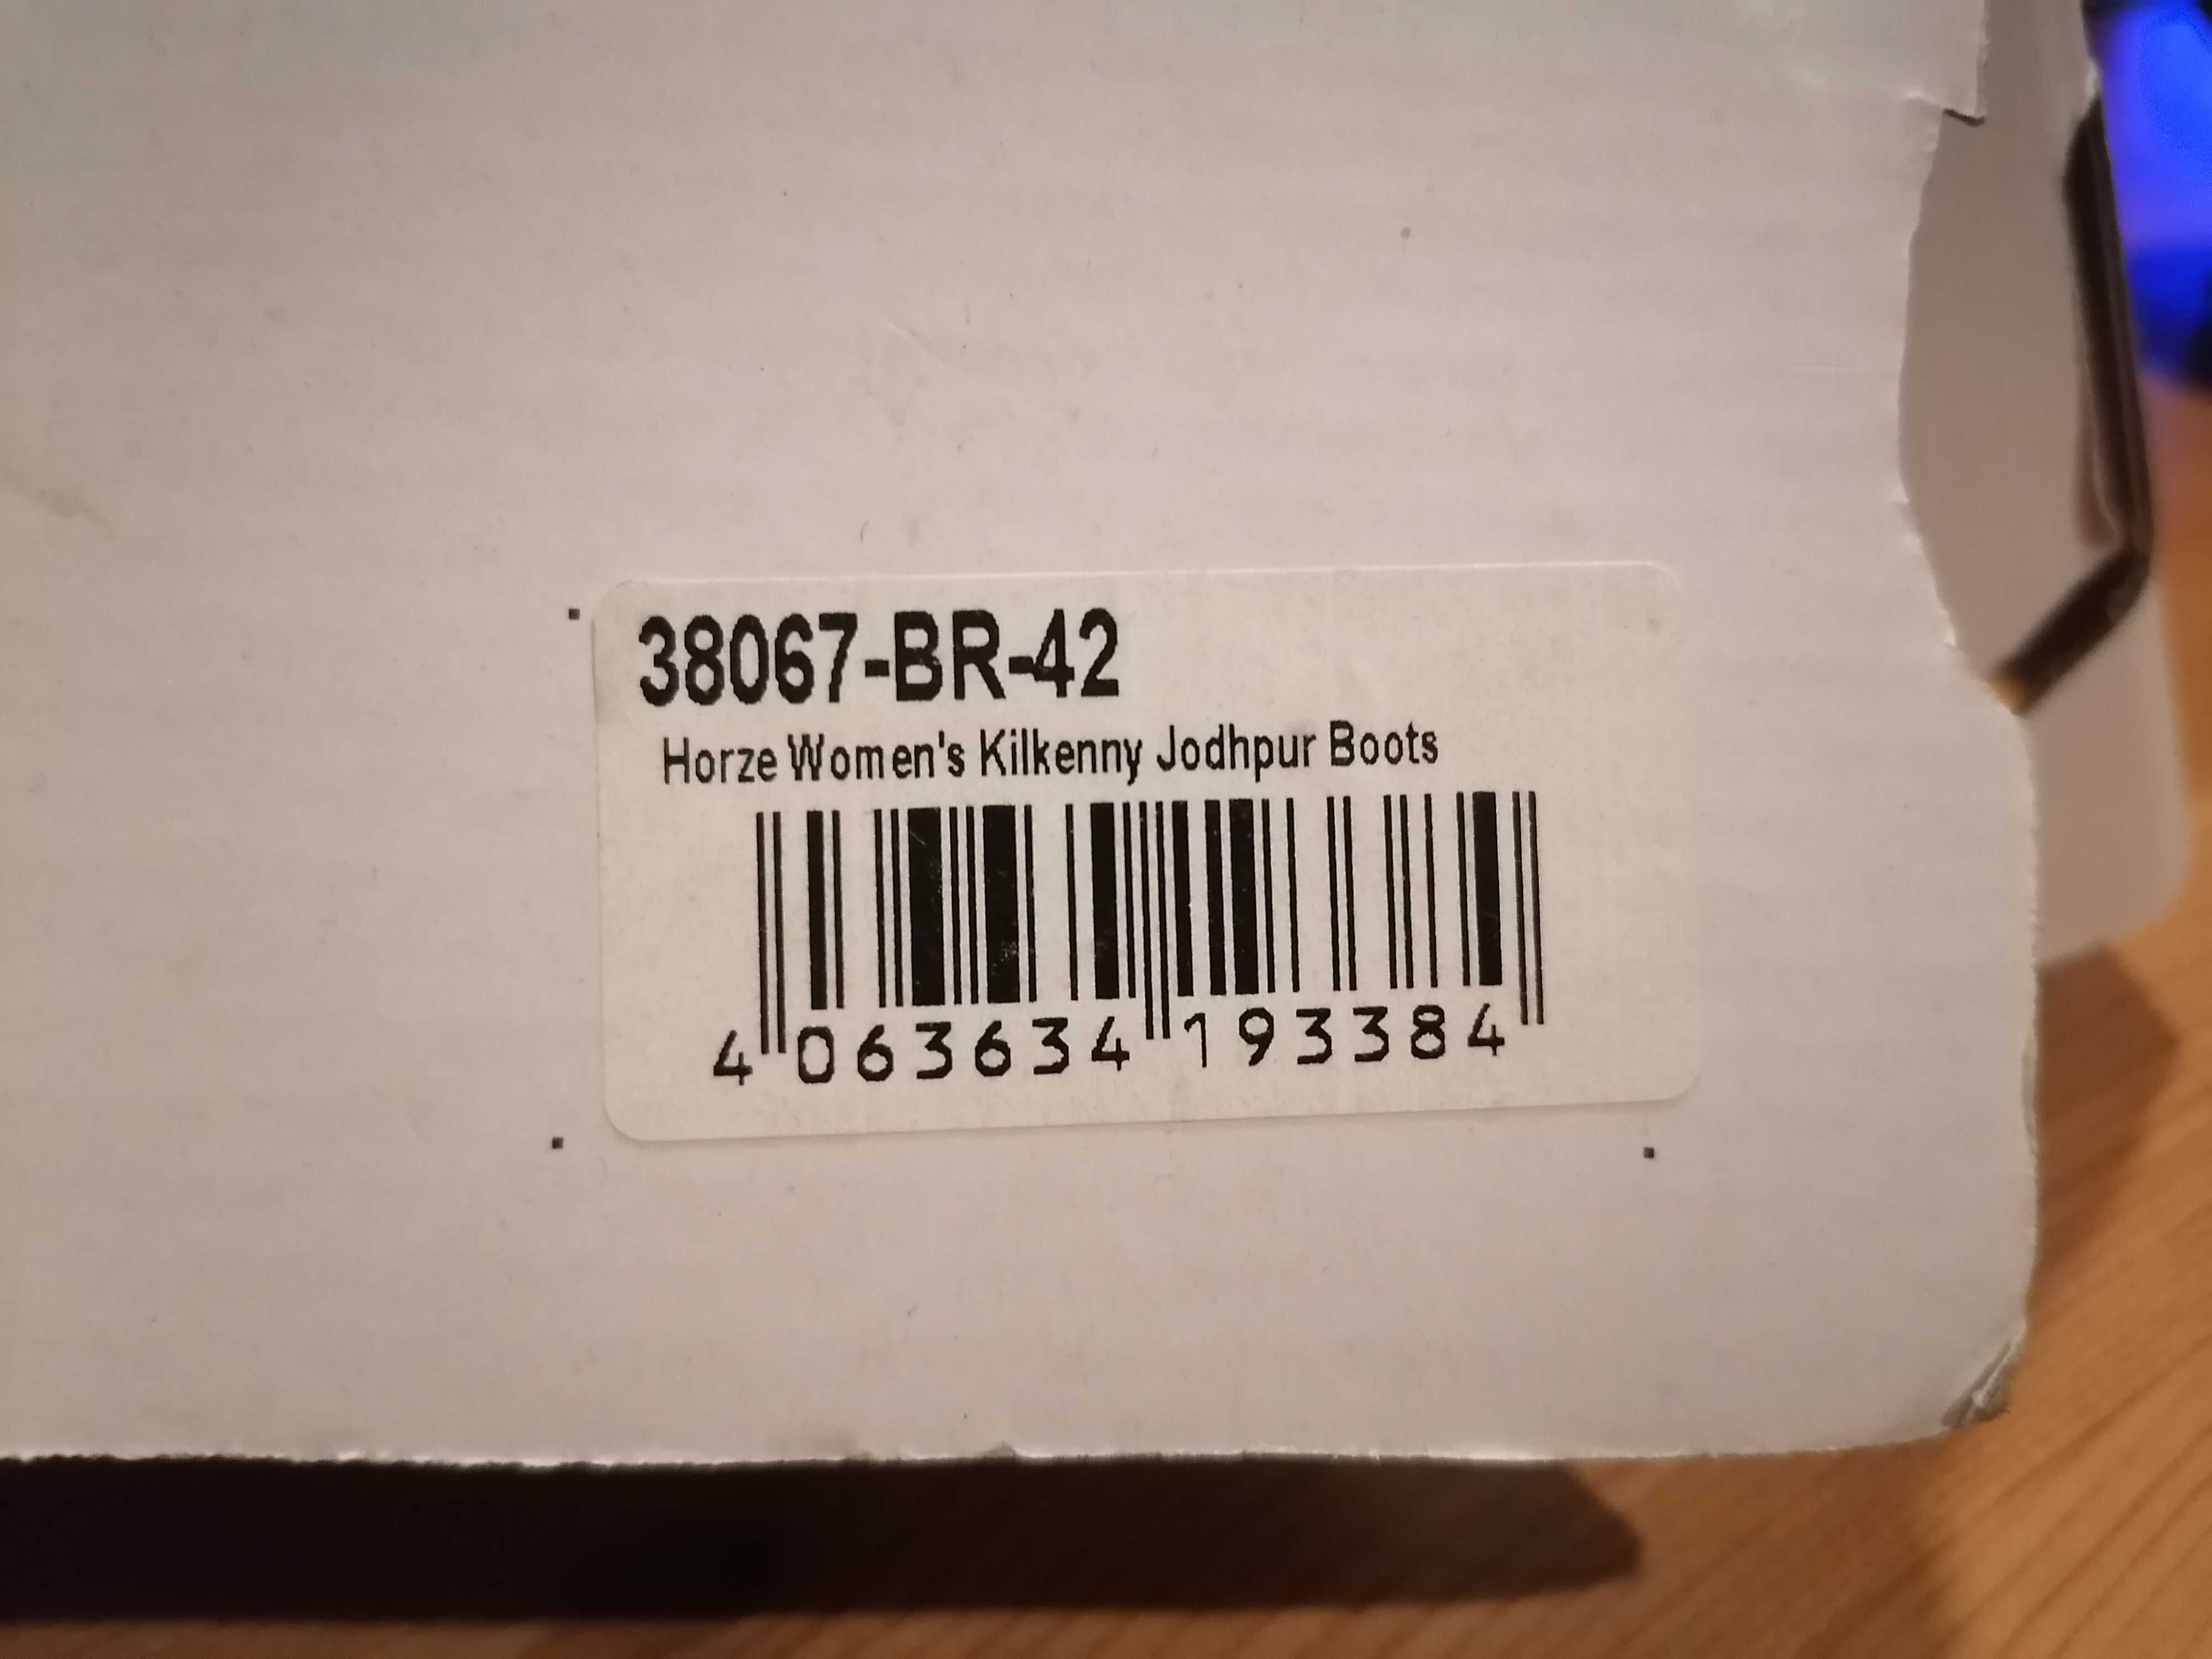 38067-BR-42
Horze Women's Kilkenny Jodhpur Boots
4 063634 193384